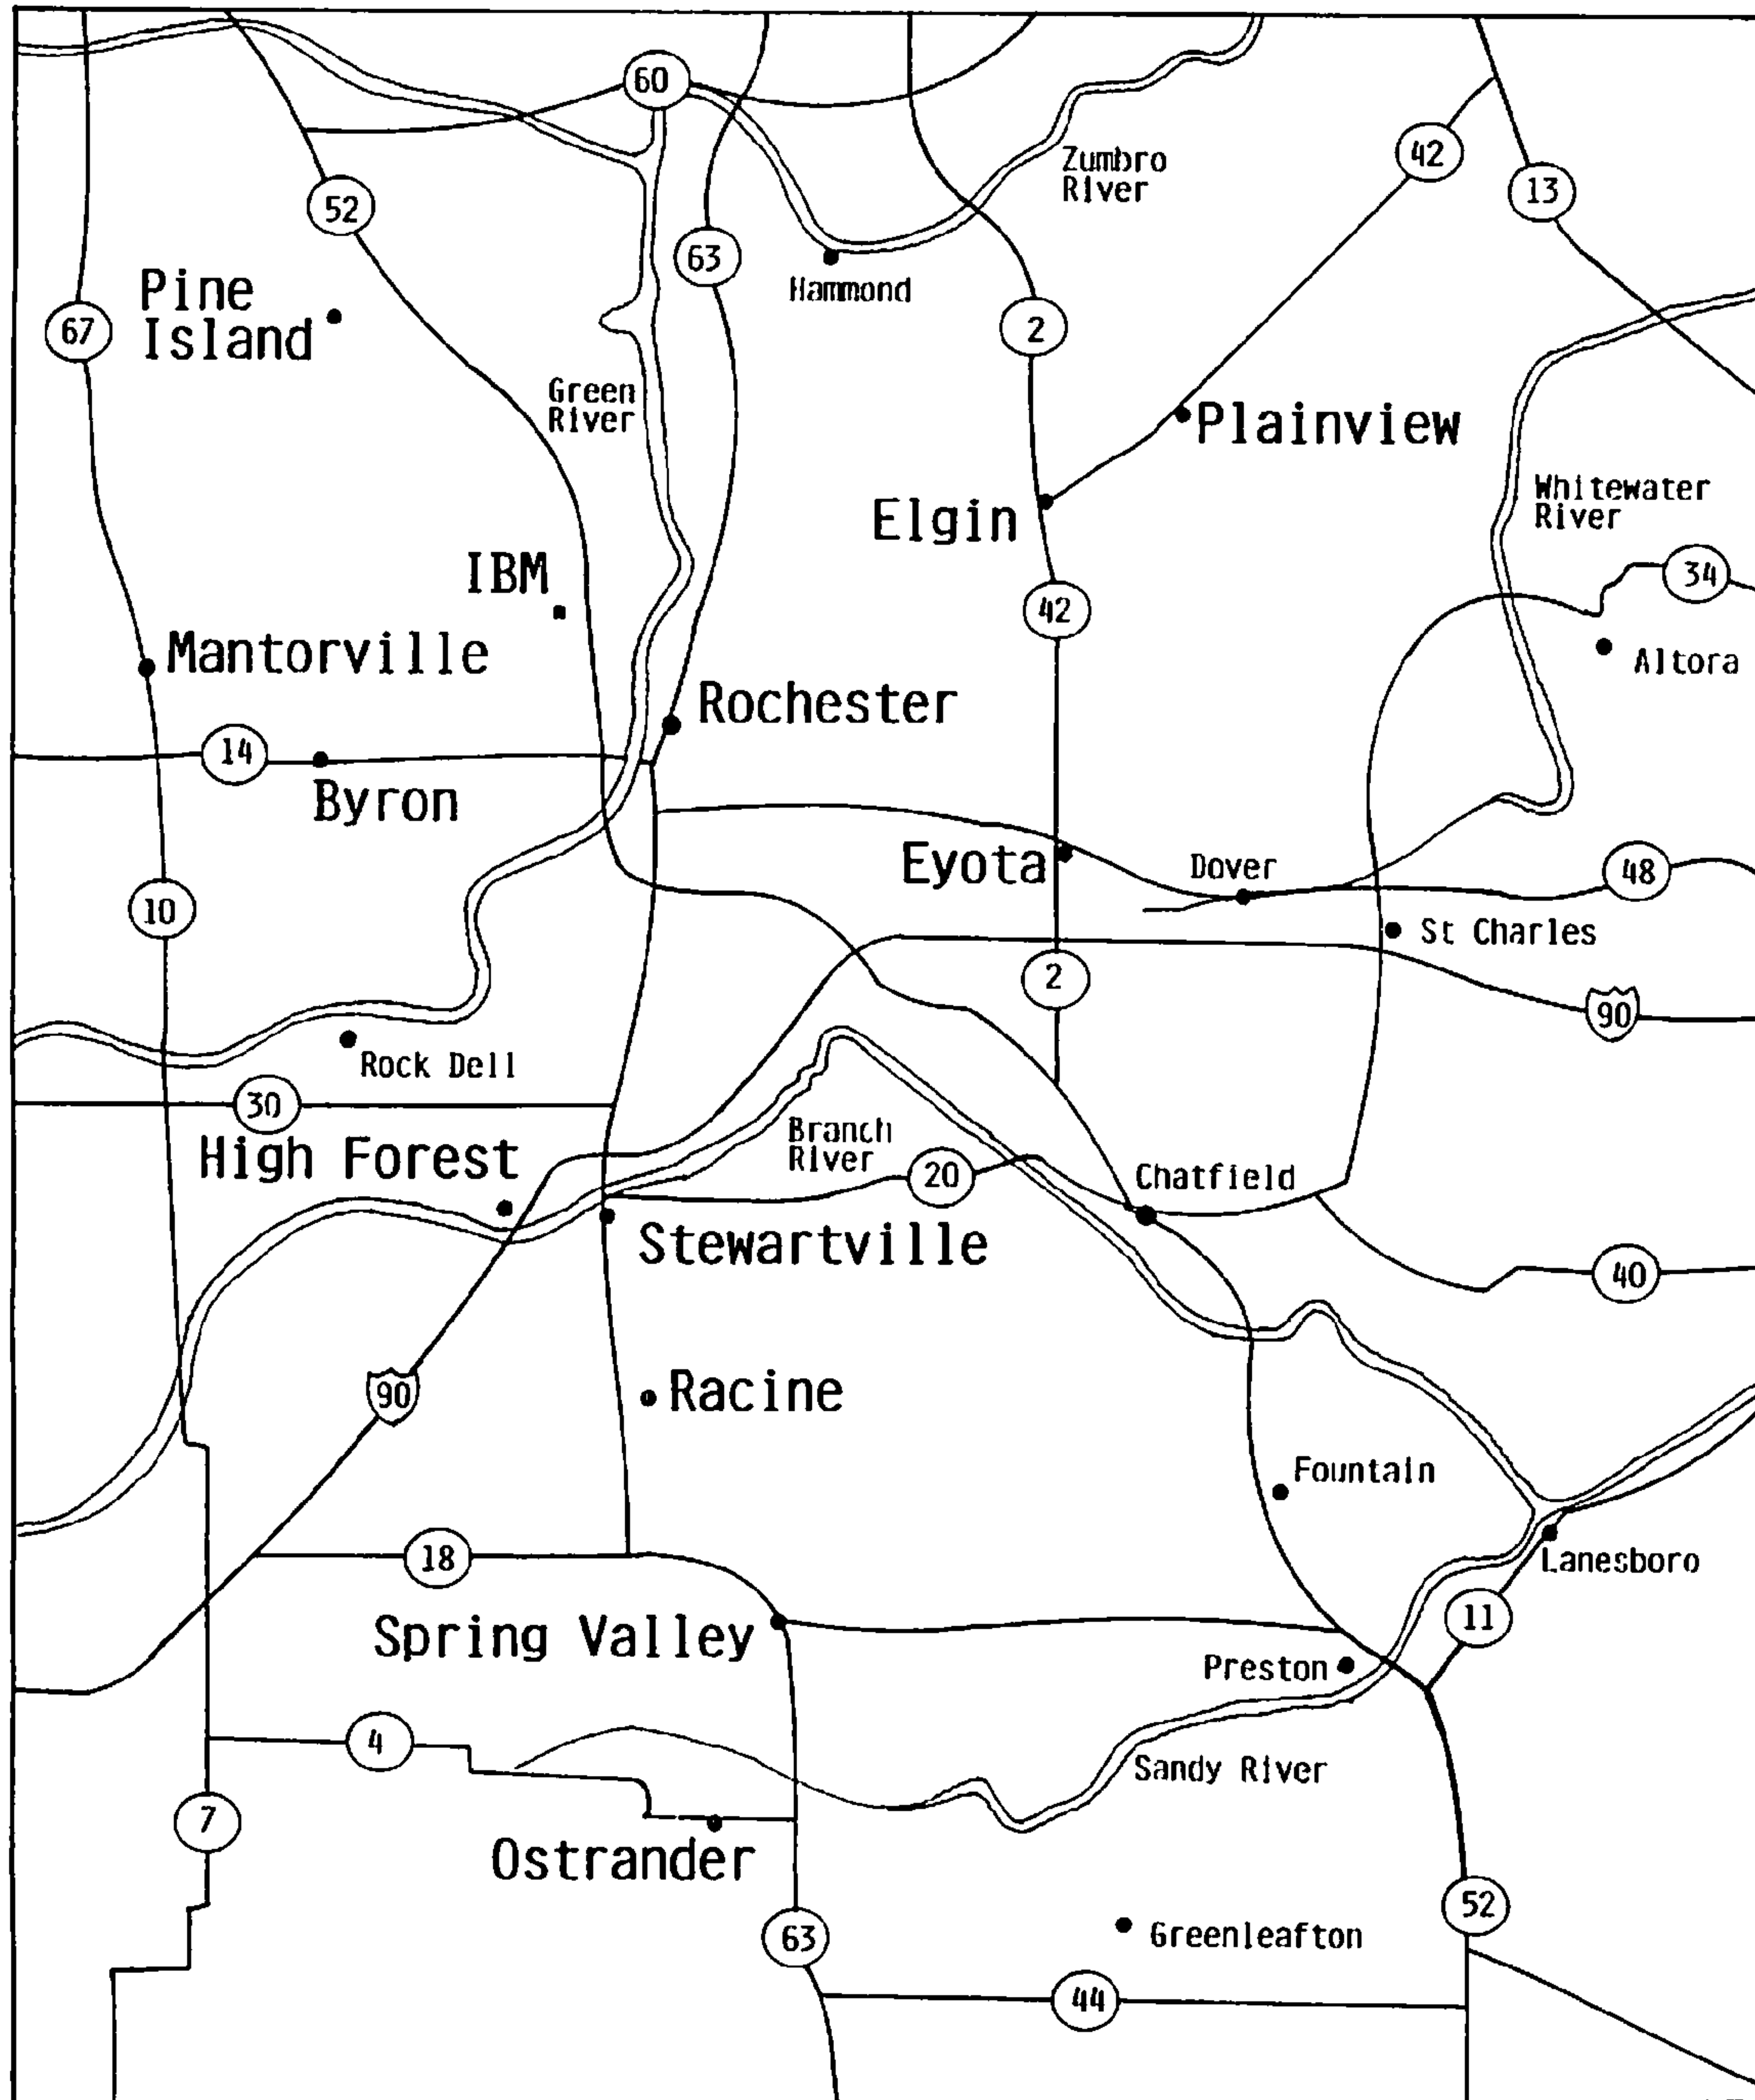 60
42
Zumbro
River
13
52
63
Hammond
Pine
Island
67
2
Green
River
Plainview
Whitewater
River
Elgin
IBM
34
42
Mantorville
Altora
Rochester
14
Byron
Eyota
Dover
48
10
St Charles
2
90
Rock Dell
30
Branch
River
High Forest
20
Chatfield
Stewartville
40
90
Racine
Fountain
18
Lanesboro
11
Spring Valley
Preston
4
Sandy River
7
Ostrander
52
63
Greenleafton
44